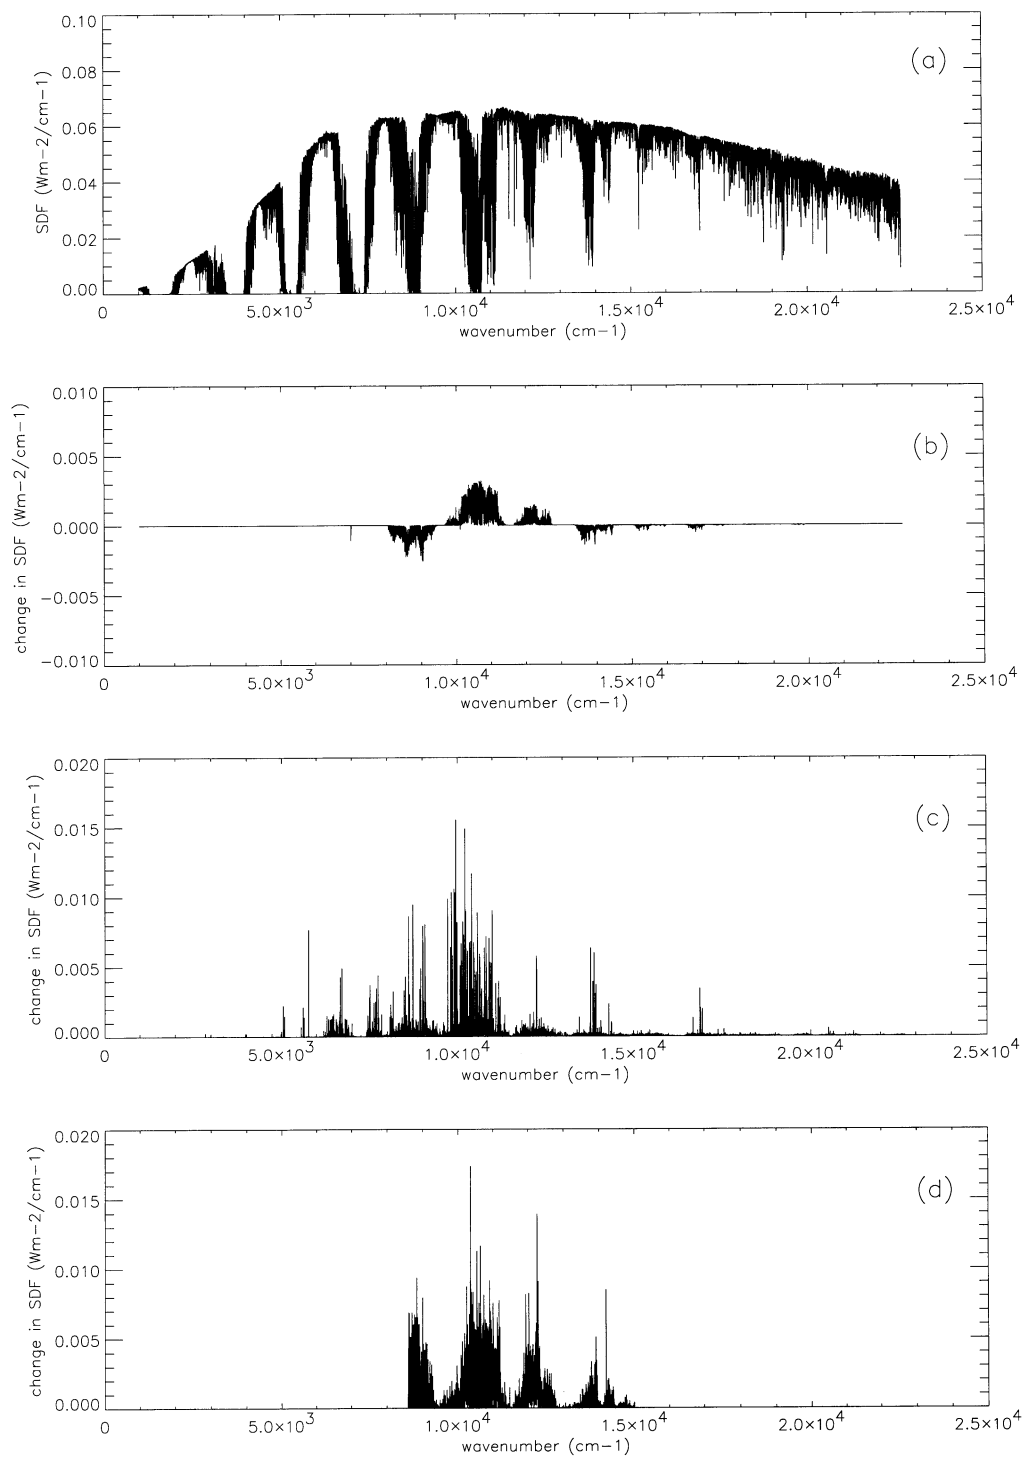 (a)
SDF (Wm−2/cm−1)
0.10
0.08
0.06
0.04
0.02
0.00
0 5.0×10³ 1.0×10⁴ 1.5×10⁴ 2.0×10⁴ 2.5×10⁴
wavenumber (cm−1)
(b)
change in SDF (Wm−2/cm−1)
0.010
0.005
0.000
−0.005
−0.010
0 5.0×10³ 1.0×10⁴ 1.5×10⁴ 2.0×10⁴ 2.5×10⁴
wavenumber (cm−1)
(c)
change in SDF (Wm−2/cm−1)
0.020
0.015
0.010
0.005
0.000
0 5.0×10³ 1.0×10⁴ 1.5×10⁴ 2.0×10⁴ 2.5×10⁴
wavenumber (cm−1)
(d)
change in SDF (Wm−2/cm−1)
0.020
0.015
0.010
0.005
0.000
0 5.0×10³ 1.0×10⁴ 1.5×10⁴ 2.0×10⁴ 2.5×10⁴
wavenumber (cm−1)